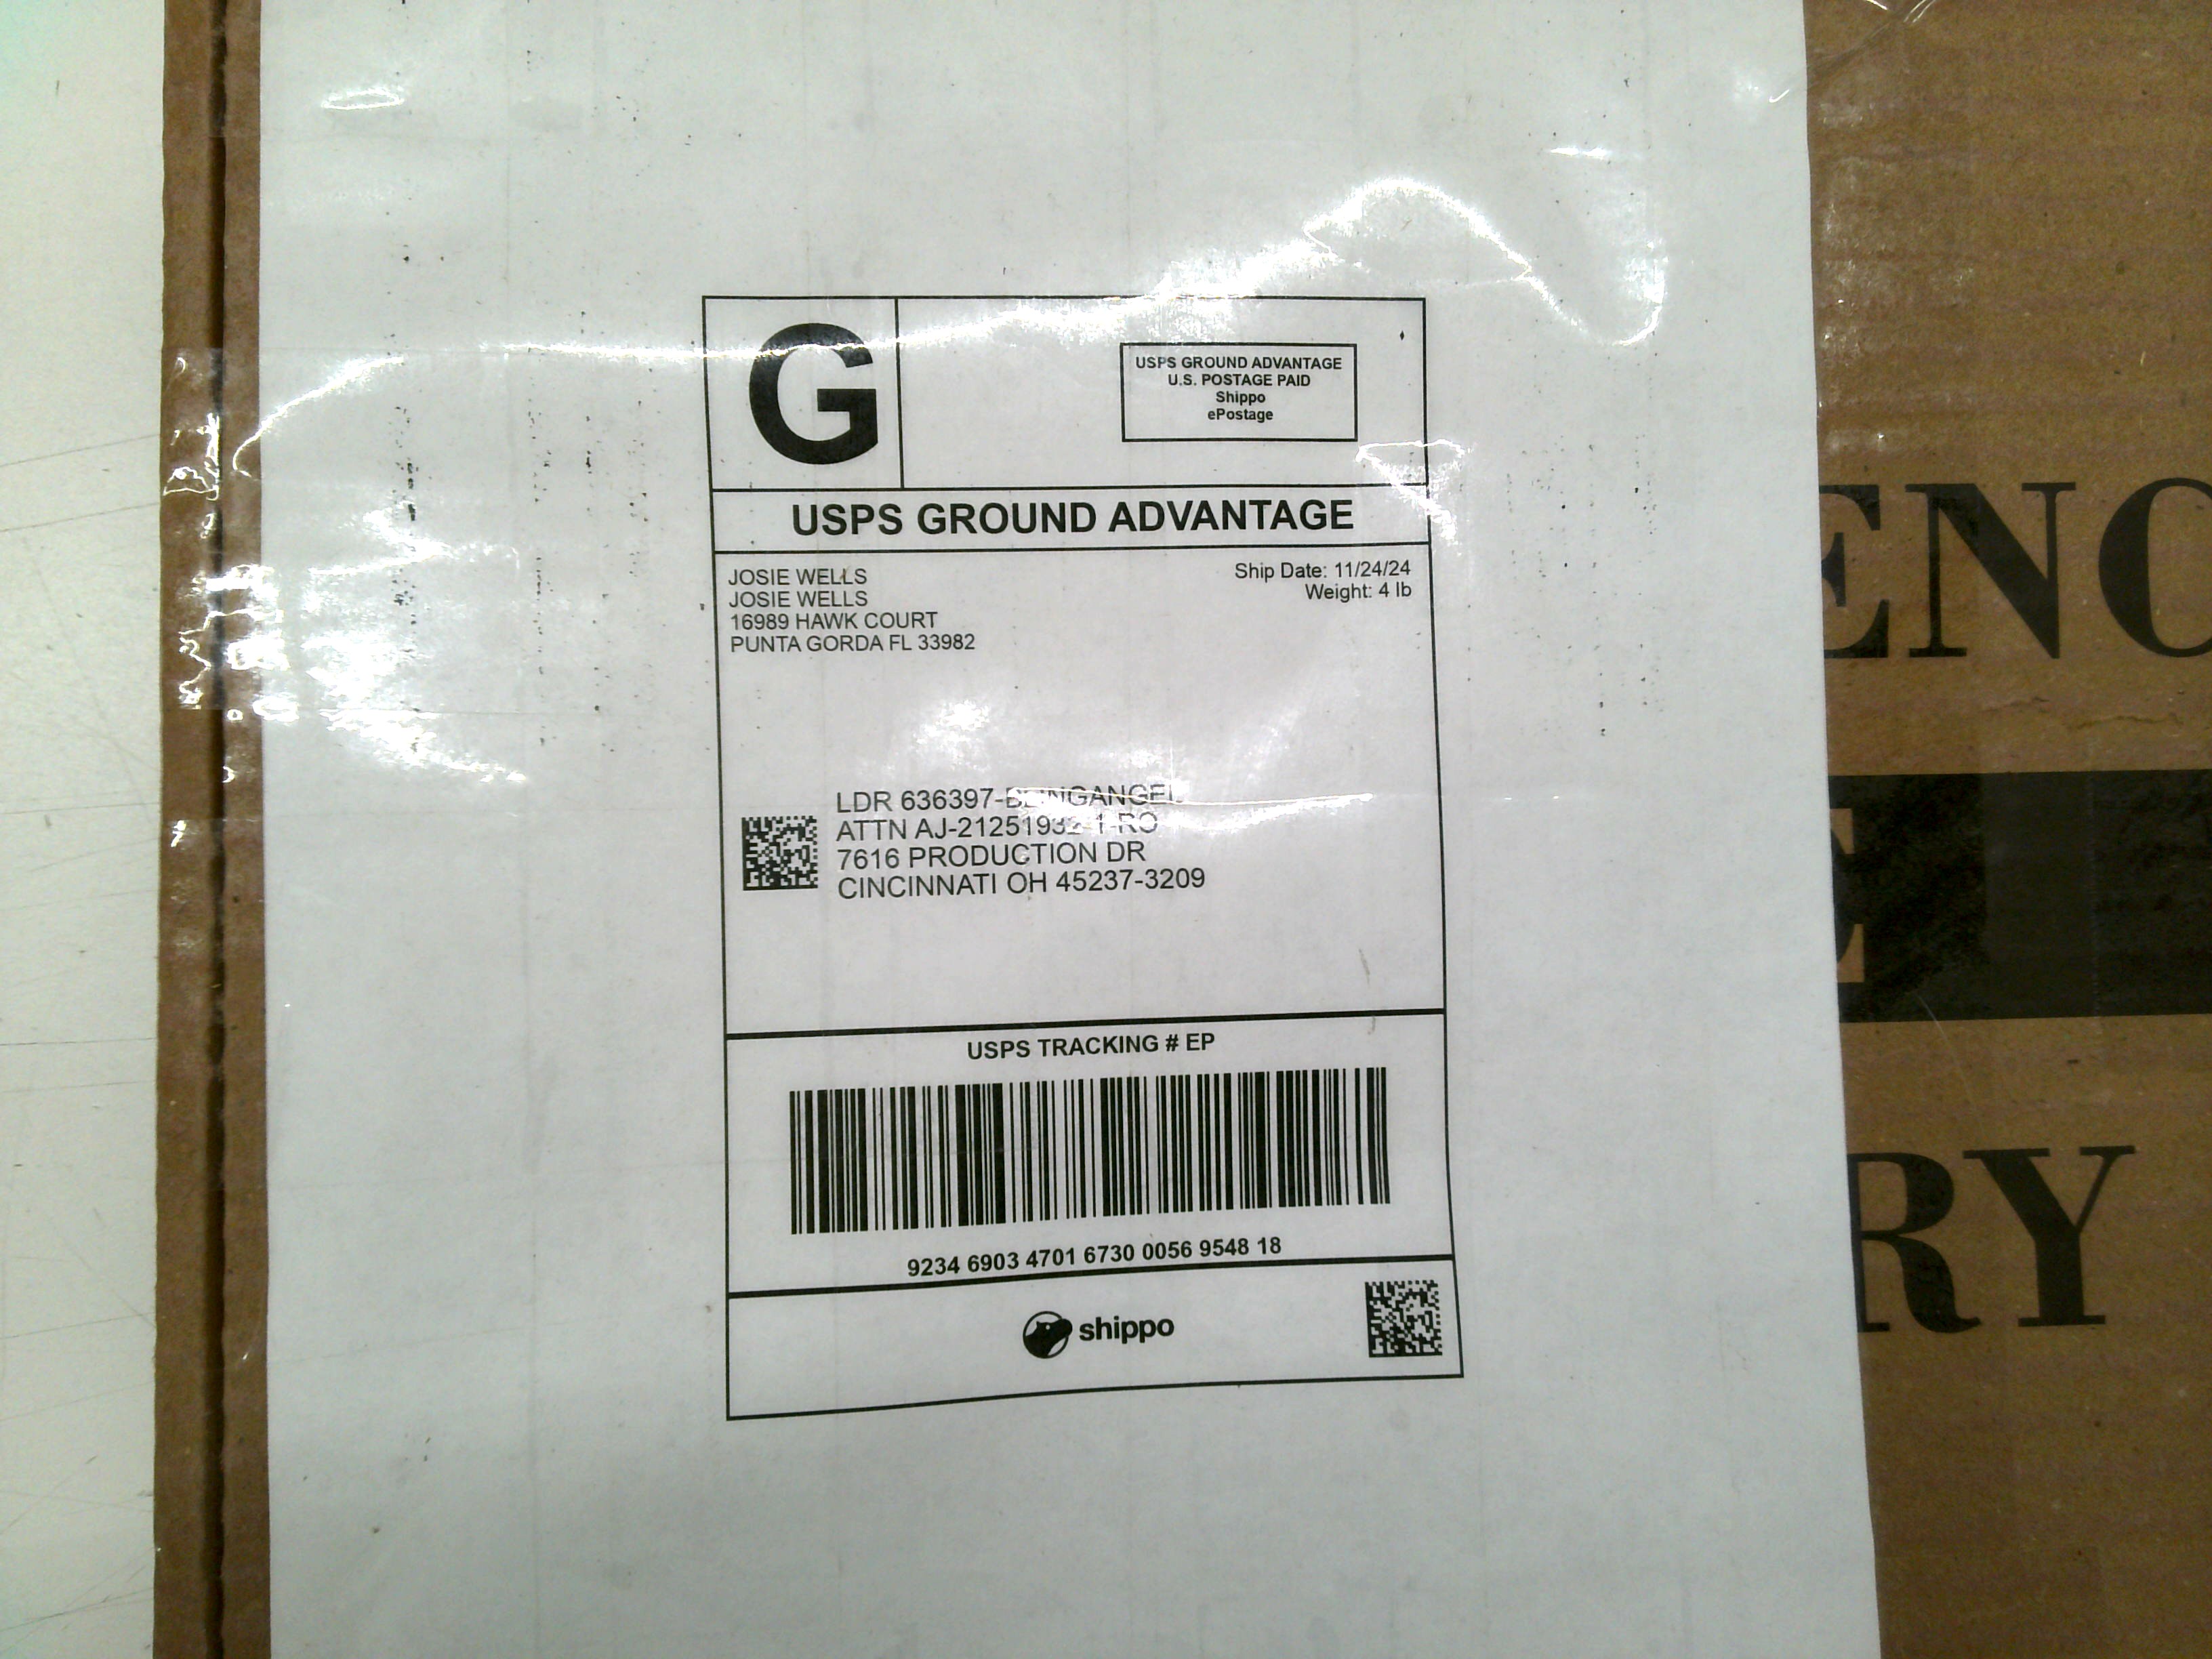 G
USPS GROUND ADVANTAGE
U.S. POSTAGE PAID
Shippo
ePostage
USPS GROUND ADVANTAGE
JOSIE WELLS
JOSIE WELLS
16989 HAWK COURT
PUNTA GORDA FL 33982
Ship Date: 11/24/24
Weight: 4 lb
LDR
ATTN
7616 PRODUCTION DR
CINCINNATI OH 45237-3209
USPS TRACKING # EP
9234 6903 4701 6730 0056 9548 18
shippo
ENC
E
RY